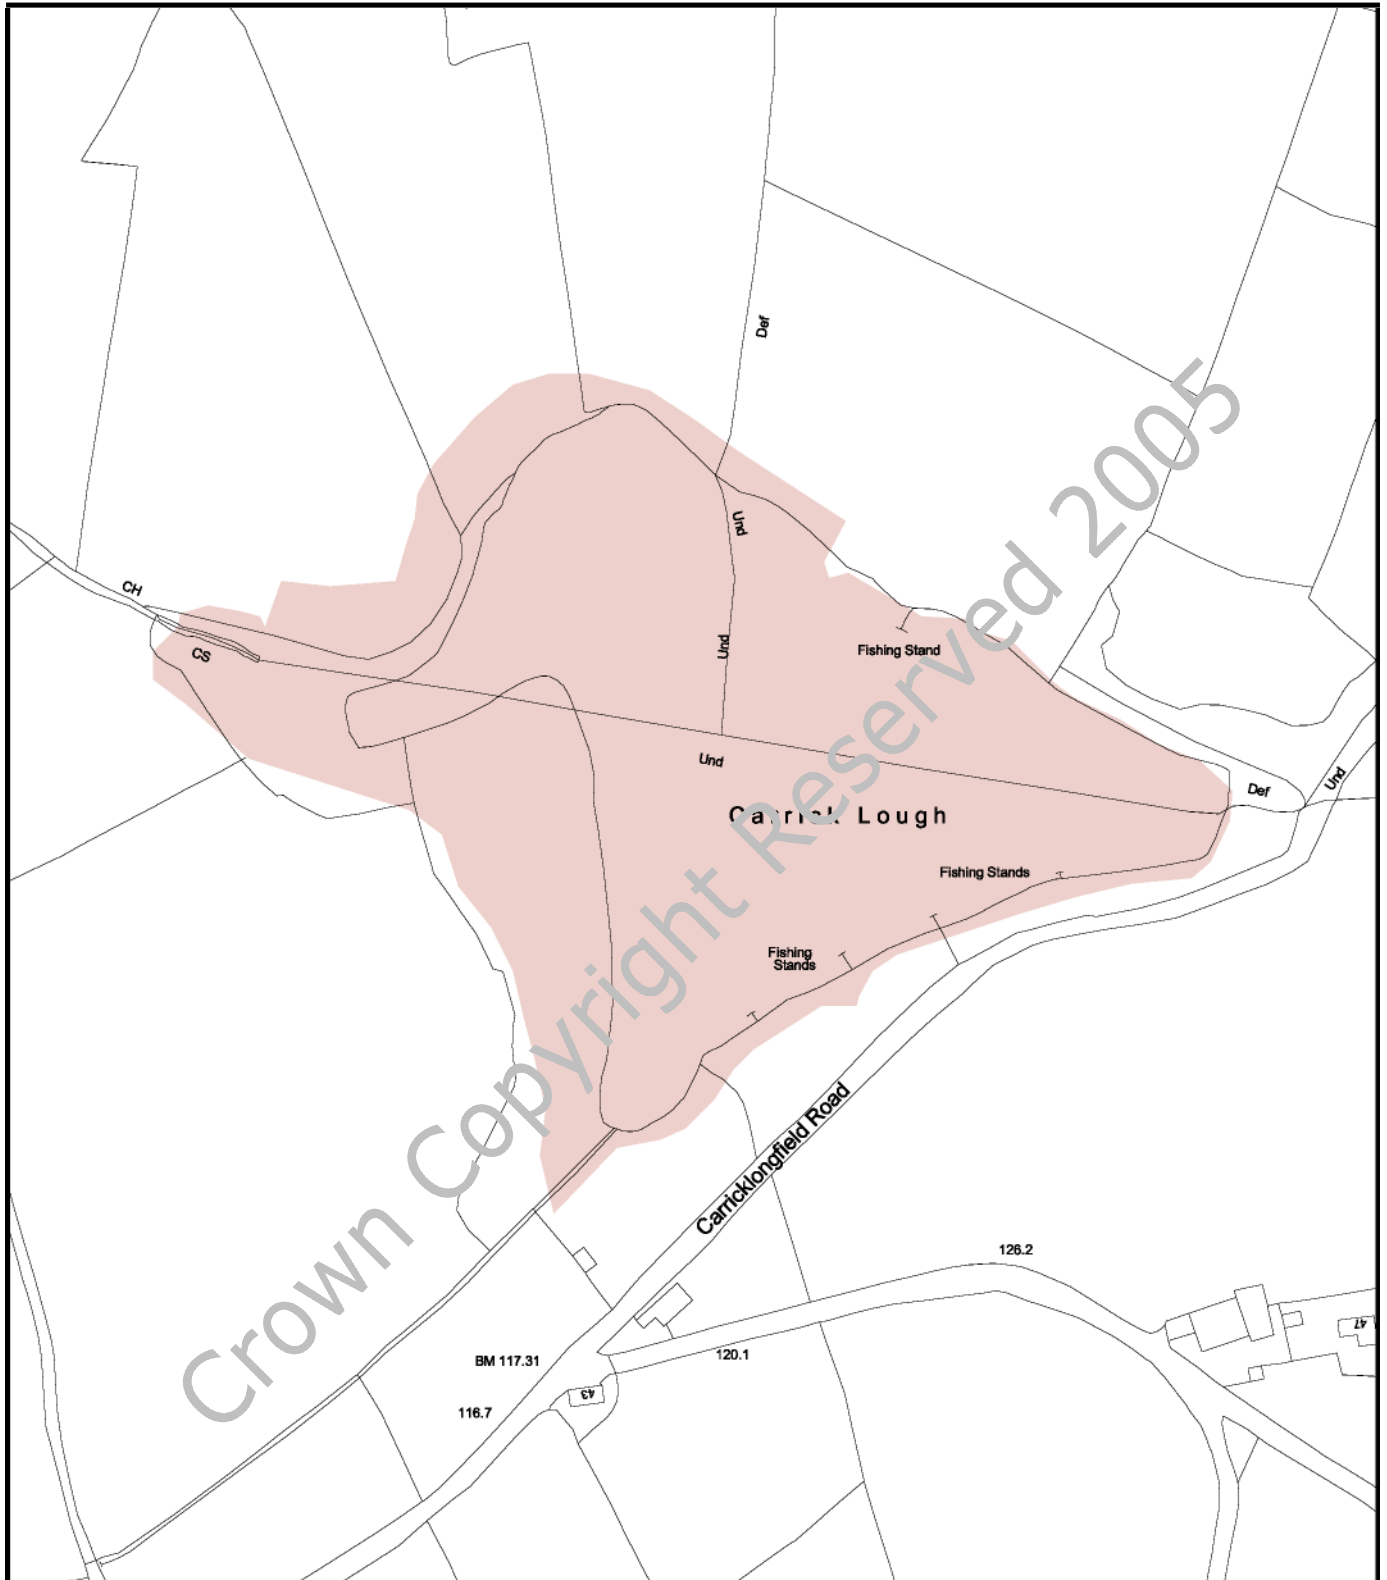 Def
Und
CH
CS
Und
Fishing Stand
Und
Def
Und
Carrick Lough
Fishing Stands
Fishing
Stands
Carricklongfield Road
126.2
47
120.1
BM 117.31
43
116.7
Crown Copyright Reserved 2005